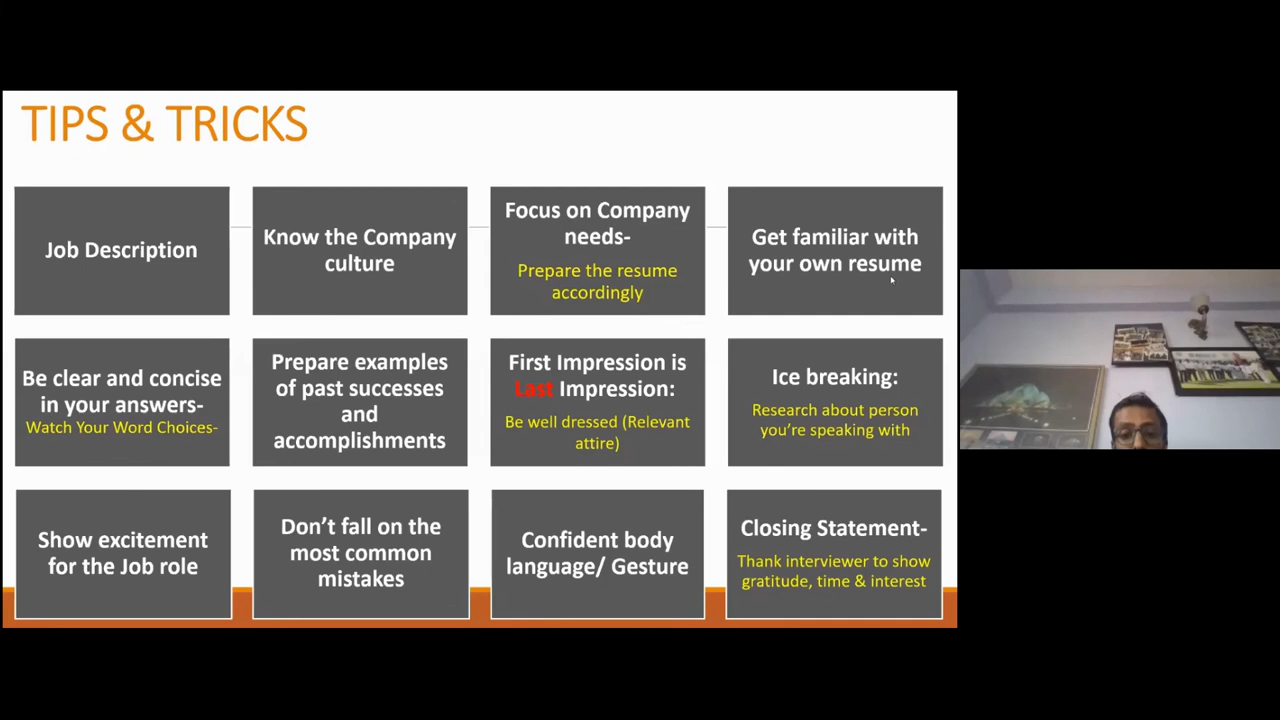 TIPS & TRICKS
Job Description
Know the Company
culture
Focus on Company
needs-
Prepare the resume
accordingly
Get familiar with
your own resume
Be clear and concise
in your answers-
Watch Your Word Choices-
Prepare examples
of past successes
and
accomplishments
First Impression is
Last Impression:
Be well dressed (Relevant
attire)
Ice breaking:
Research about person
you're speaking with
Show excitement
for the Job role
Don't fall on the
most common
mistakes
Confident body
language/ Gesture
Closing Statement-
Thank interviewer to show
gratitude, time & interest